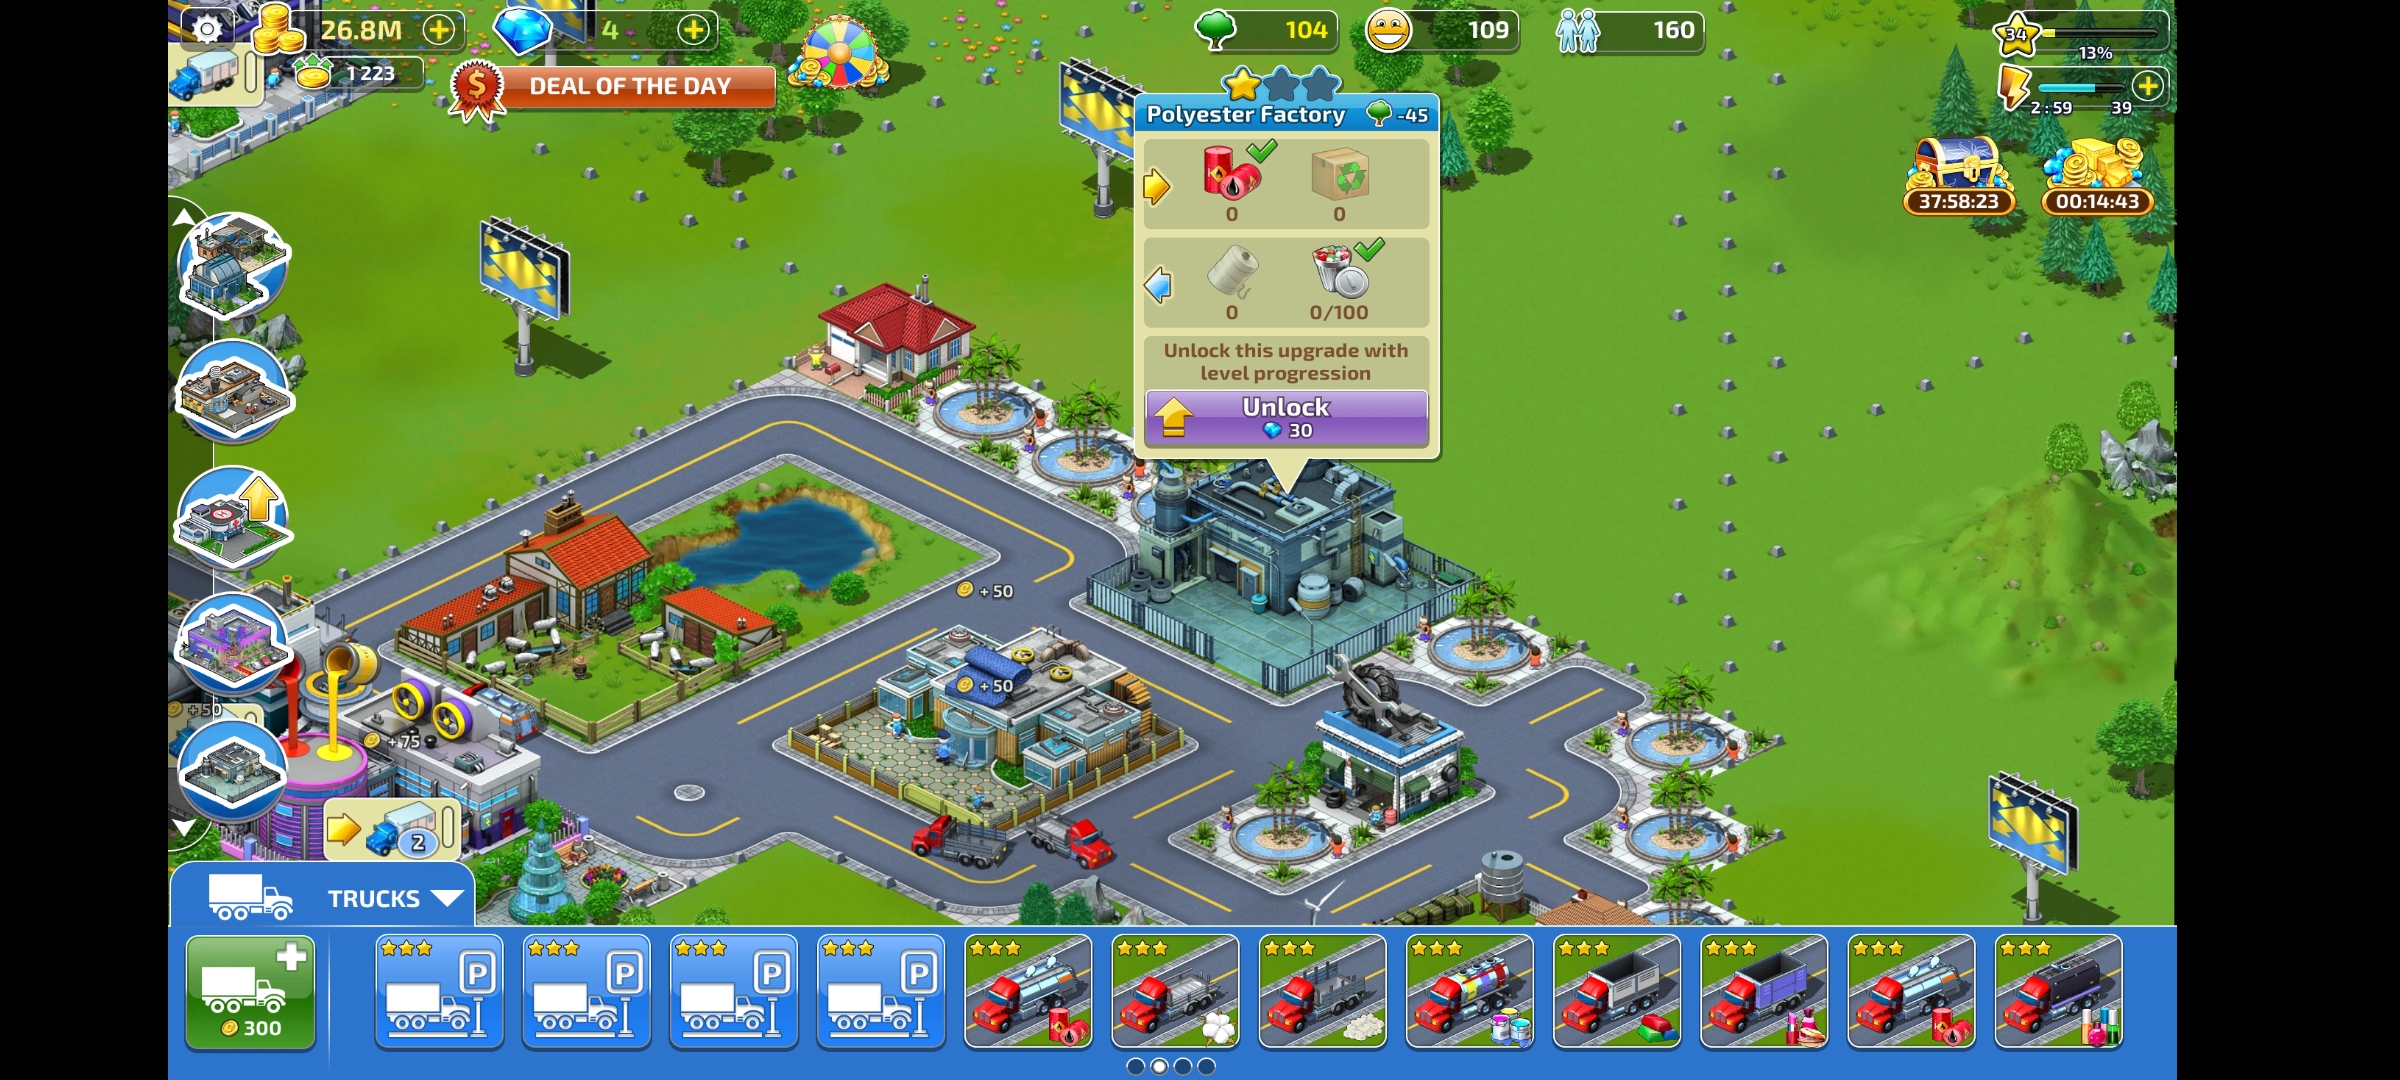 26.8M
4
104
109
160
34
13%
1 223
DEAL OF THE DAY
2:59
39
Polyester Factory
-45
37:58:23
00:14:43
0
0
0
0/100
Unlock this upgrade with
level progression
Unlock
30
+50
+50
+50
+75
2
TRUCKS
300
P
P
P
P